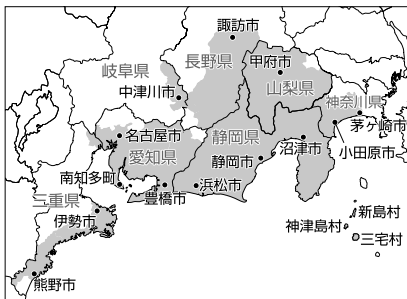 諏訪市
岐阜県
長野県
甲府市
中津川市
山梨県
神奈川県
茅ヶ崎市
名古屋市
静岡県
愛知県
沼津市
小田原市
静岡市
南知多町
浜松市
豊橋市
三重県
伊勢市
新島村
神津島村
三宅村
熊野市